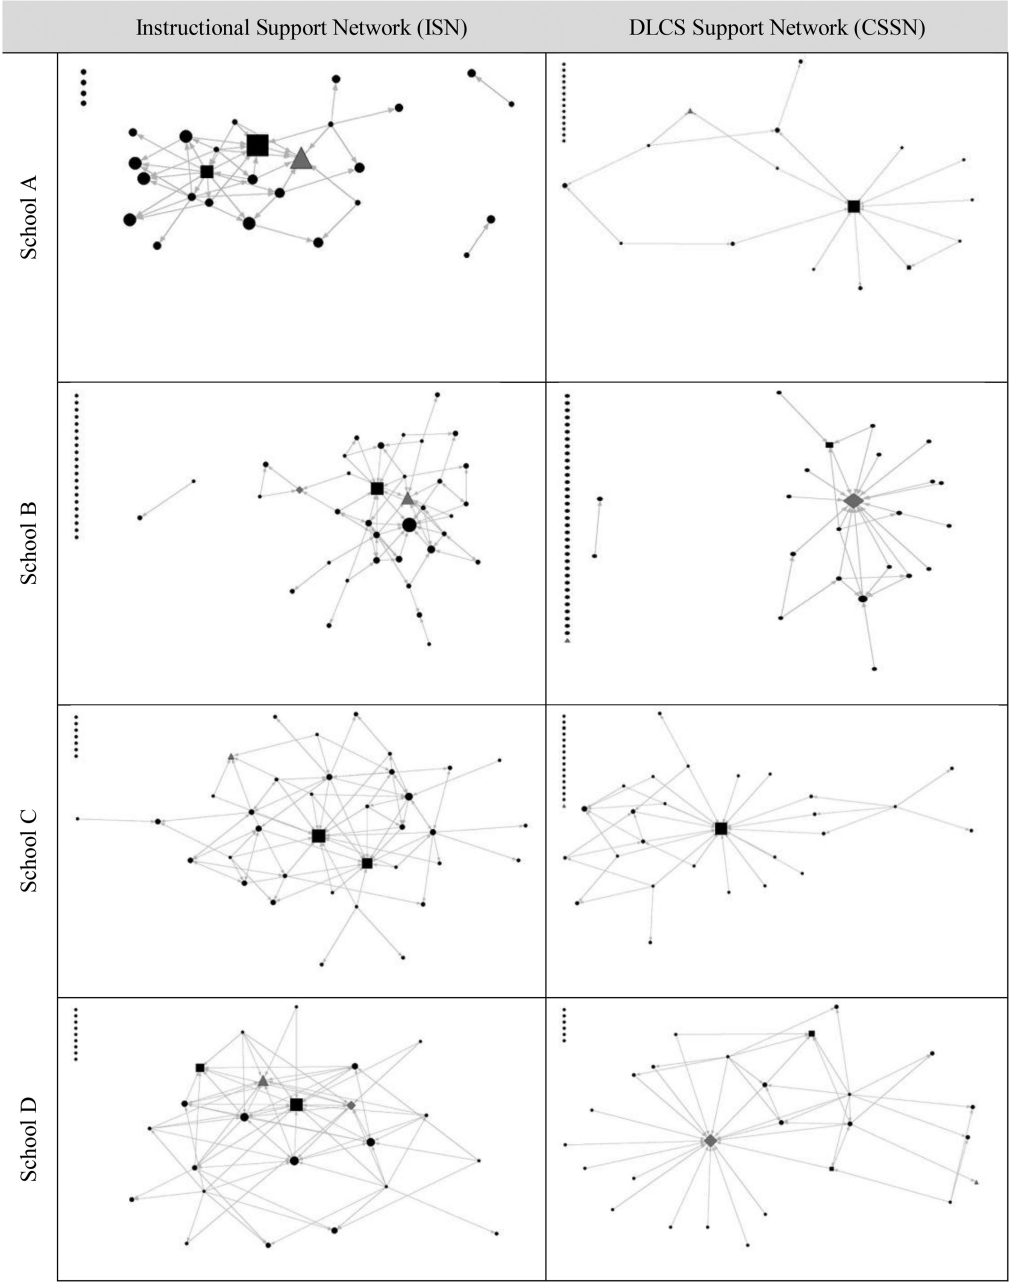 Instructional Support Network (ISN)
DLCS Support Network (CSSN)
School A
School B
School C
School D